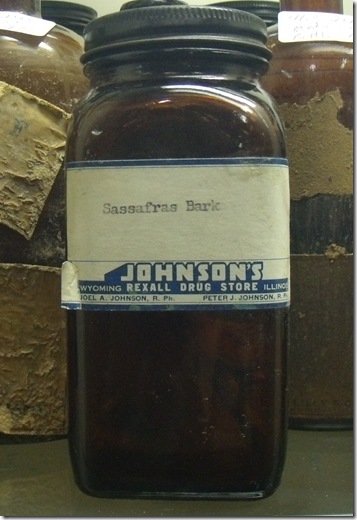 Sassafras Bark
JOHNSON'S
WYOMING REXALL DRUG STORE ILLINOIS
JOEL A. JOHNSON, R. Ph. PETER J. JOHNSON, R. Ph.